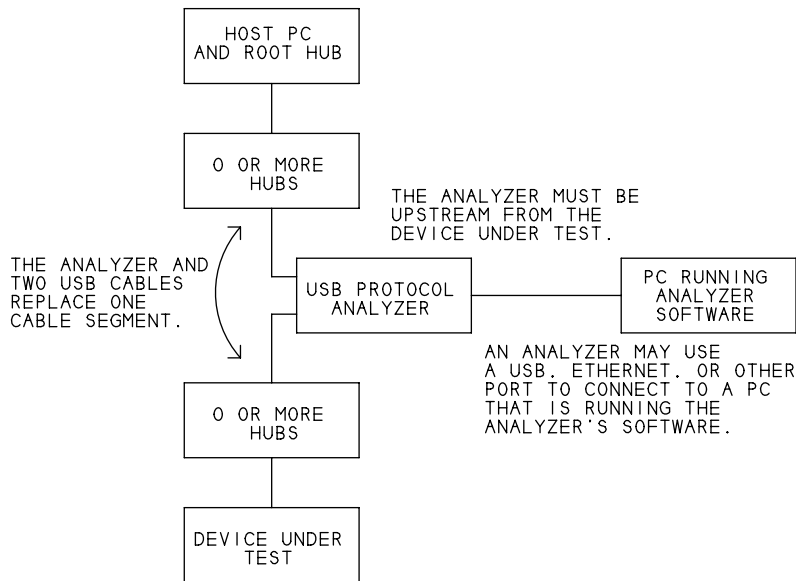 HOST PC
AND ROOT HUB
0 OR MORE
HUBS
THE ANALYZER MUST BE
UPSTREAM FROM THE
DEVICE UNDER TEST.
THE ANALYZER AND
TWO USB CABLES
REPLACE ONE
CABLE SEGMENT.
USB PROTOCOL
ANALYZER
PC RUNNING
ANALYZER
SOFTWARE
AN ANALYZER MAY USE
A USB. ETHERNET. OR OTHER
PORT TO CONNECT TO A PC
THAT IS RUNNING THE
ANALYZER'S SOFTWARE.
0 OR MORE
HUBS
DEVICE UNDER
TEST